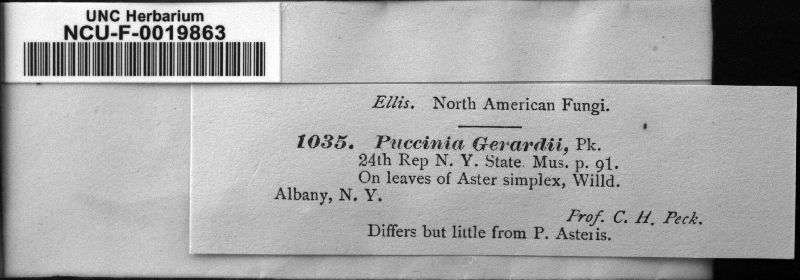 UNC Herbarium
NCU-F-0019863
Ellis. North American Fungi.
1035. Puccinia Gerardii, Pk.
24th Rep N. Y. State Mus. p. 91.
On leaves of Aster simplex, Willd.
Albany, N. Y.
Prof. C. H. Peck.
Differs but little from P. Asteris.